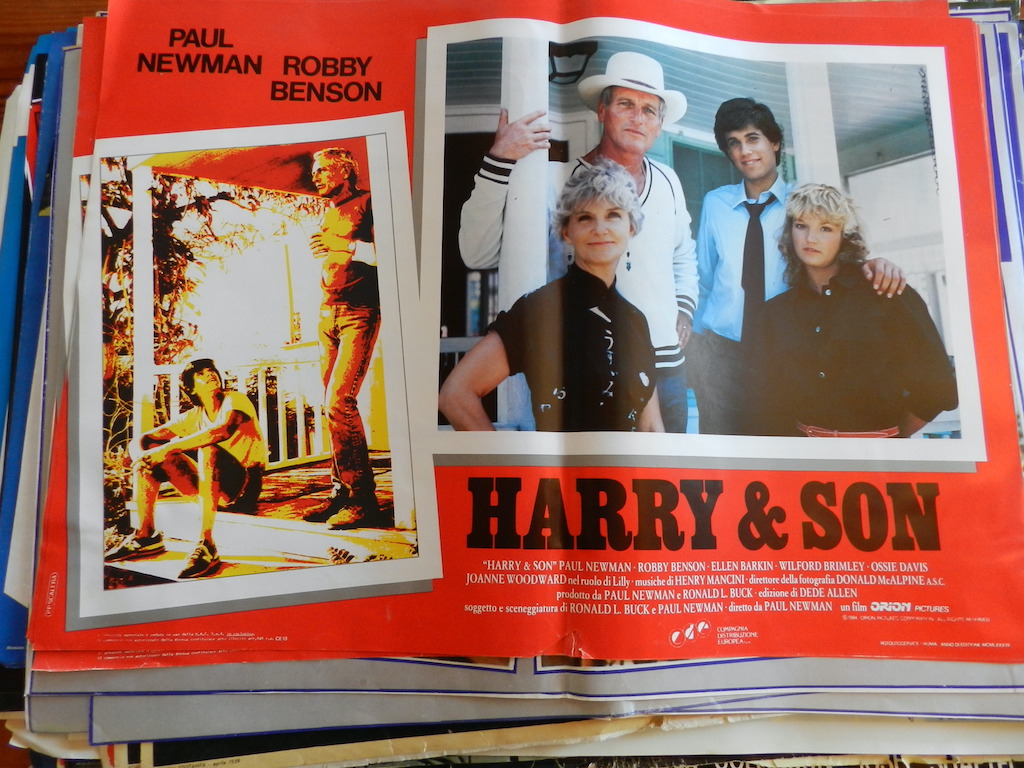 PAUL
NEWMAN
ROBBY
BENSON
HARRY & SON
"HARRY & SON" PAUL NEWMAN · ROBBY BENSON · ELLEN BARKIN · WILFORD BRIMLEY · OSSIE DAVIS
JOANNE WOODWARD nel ruolo di Lilly · musiche di HENRY MANCINI · direttore della fotografia DONALD McALPINE A.S.C.
prodotto da PAUL NEWMAN e RONALD L. BUCK · edizione di DEDE ALLEN
soggetto e sceneggiatura di RONALD L. BUCK e PAUL NEWMAN · diretto da PAUL NEWMAN un film ORION PICTURES
cde COMPAGNIA
DISTRIBUZIONE
EUROPEA